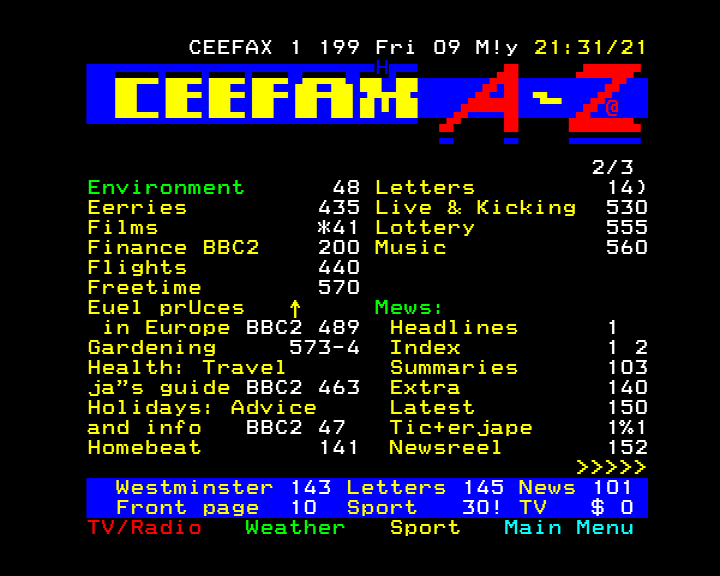 CEEFAX 1 199 Fri 09 M!y 21:31/21
H
CEEFAX A-Z
@
2/3
Environment 48 Letters 14)
Eerries 435 Live & Kicking 530
Films *41 Lottery 555
Finance BBC2 200 Music 560
Flights 440
Freetime 570
Euel prUces ↑ Mews:
in Europe BBC2 489 Headlines 1
Gardening 573-4 Index 1 2
Health: Travel Summaries 103
ja"s guide BBC2 463 Extra 140
Holidays: Advice Latest 150
and info BBC2 47 Tic+erjape 1%1
Homebeat 141 Newsreel 152
>>>>>
Westminster 143 Letters 145 News 101
Front page 10 Sport 30! TV $ 0
TV/Radio Weather Sport Main Menu